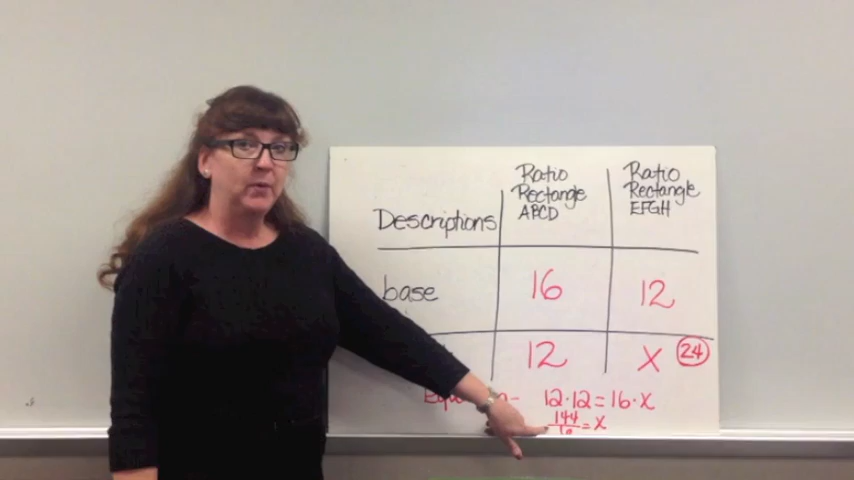 Ratio Ratio
Rectangle Rectangle
ABCD EFGH
Descriptions
base 16 12
12 X 24
12·12=16·X
144
=X